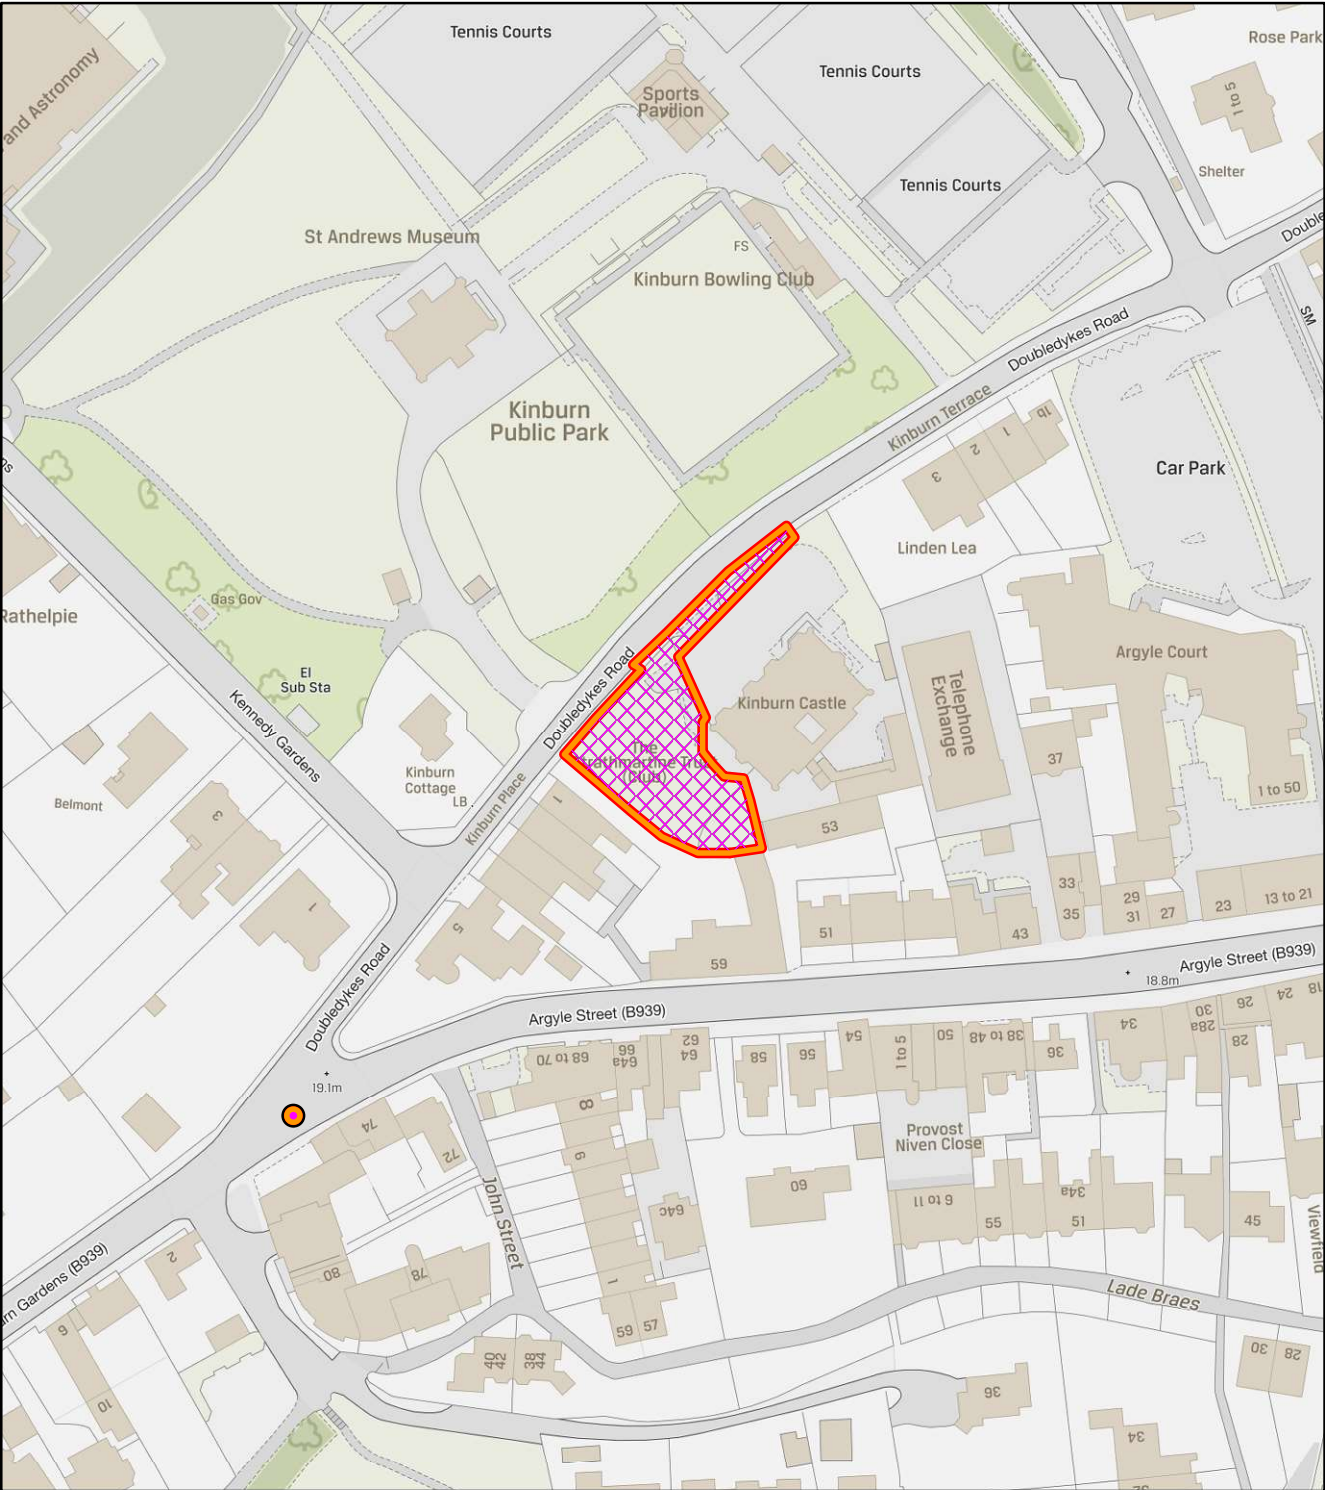 Tennis Courts
Rose Park
and Astronomy
Tennis Courts
Sports
Pavilion
1 to 5
Shelter
Tennis Courts
Double
St Andrews Museum
FS
Kinburn Bowling Club
SM
Doubledykes Road
Kinburn
Public Park
Kinburn Terrace
1b
1
2
3
Car Park
Linden Lea
Gas Gov
Rathelpie
El
Sub Sta
Doubledykes Road
Argyle Court
Telephone
Exchange
Kinburn Castle
Kennedy Gardens
The
Strathmartine Trust
(Club)
37
1 to 50
Kinburn
Cottage
LB
Belmont
Kinburn Place
1
3
53
33
35
29
31
27
23
13 to 21
1
5
51
43
59
Argyle Street (B939)
18.8m
Doubledykes Road
Argyle Street (B939)
19.1m
68 to 70
66
64a
62
64
58
56
54
1 to 5
50
38 to 48
36
34
30
28a
26
24
18
28
74
72
8
6
Provost
Niven Close
John Street
64c
60
6 to 11
55
34a
51
45
Viewfield
80
78
2
rn Gardens (B939)
1
59
57
Lade Braes
6
10
40
42
38
44
36
30
28
34